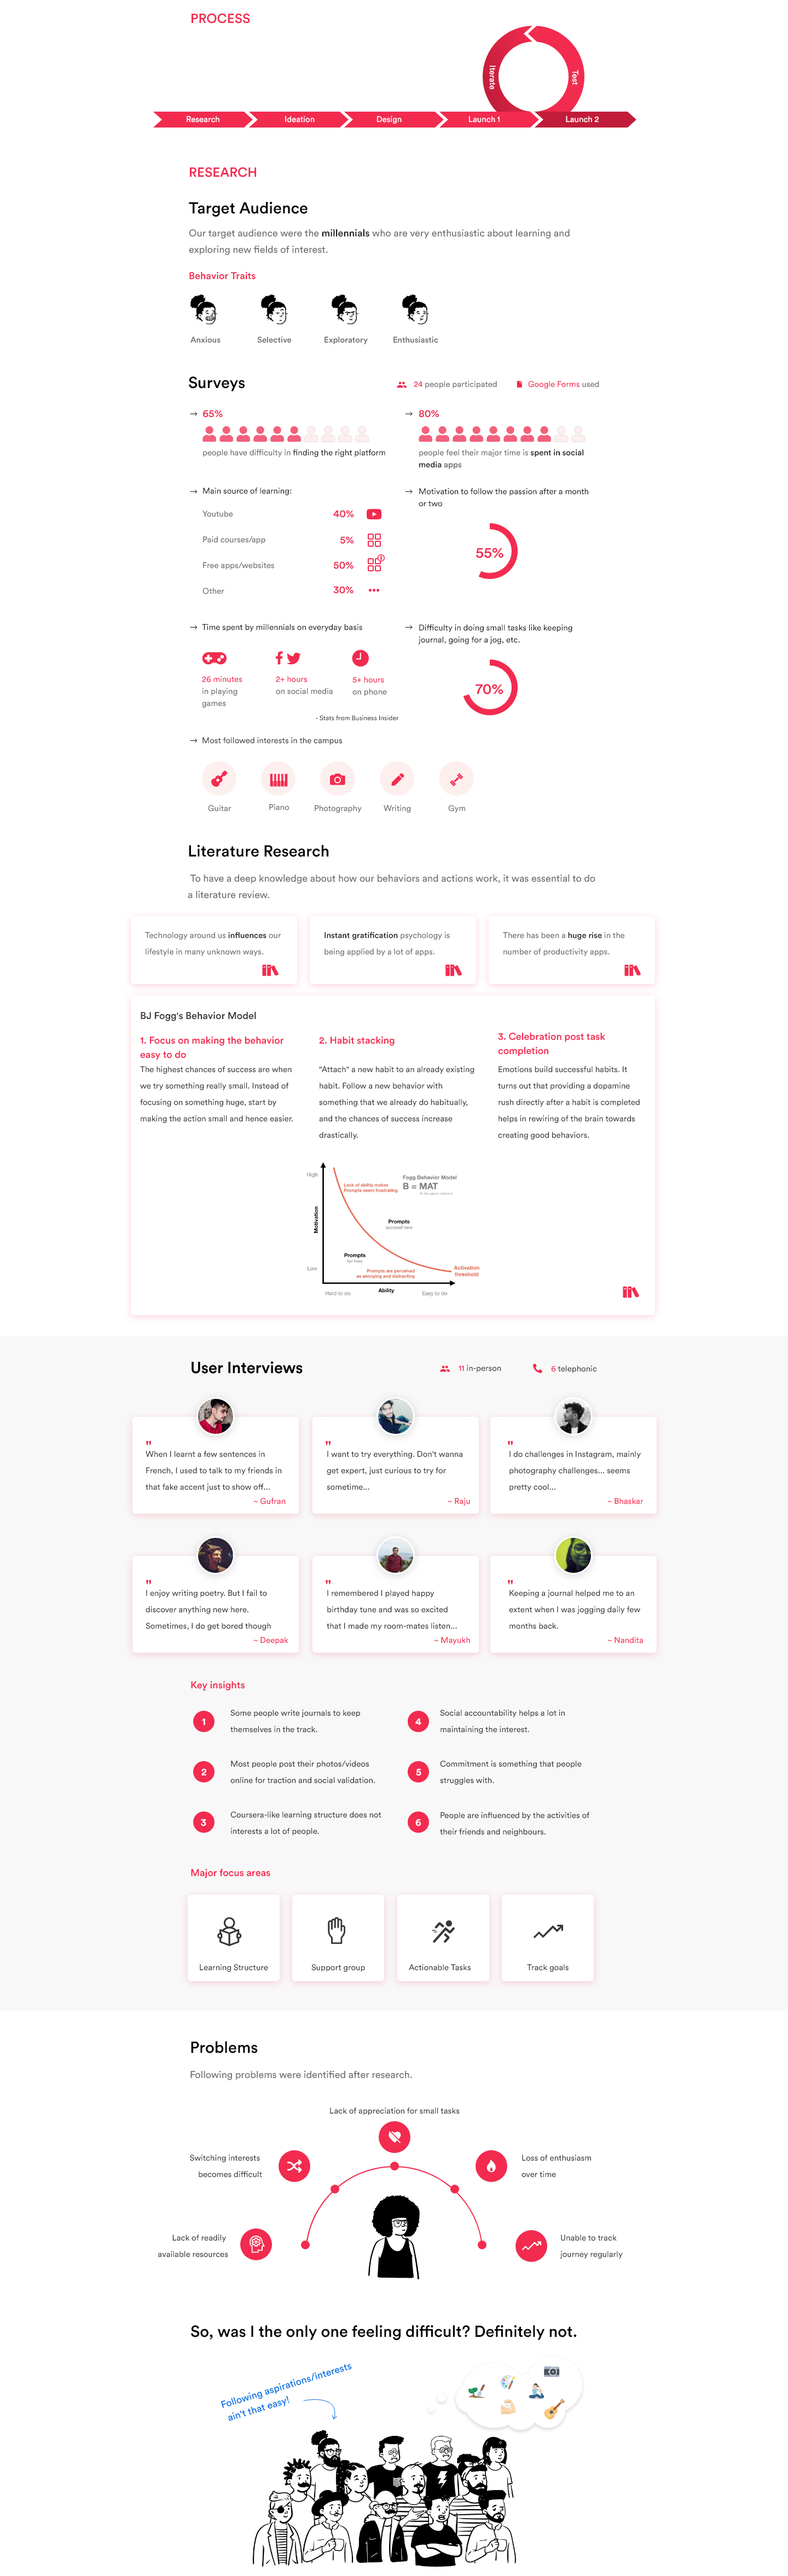 PROCESS
Iterate
Test
Research
Ideation
Design
Launch 1
Launch 2
RESEARCH
Target Audience
Our target audience were the millennials who are very enthusiastic about learning and
exploring new fields of interest.
Behavior Traits
Anxious
Selective
Exploratory
Enthusiastic
Surveys
24 people participated
Google Forms used
→ 65%
people have difficulty in finding the right platform
→ 80%
people feel their major time is spent in social
media apps
→ Main source of learning:
Youtube 40%
Paid courses/app 5%
Free apps/websites 50%
Other 30%
→ Motivation to follow the passion after a month
or two
55%
→ Time spent by millennials on everyday basis
26 minutes
in playing
games
2+ hours
on social media
5+ hours
on phone
- Stats from Business Insider
→ Difficulty in doing small tasks like keeping
journal, going for a jog, etc.
70%
→ Most followed interests in the campus
Guitar
Piano
Photography
Writing
Gym
Literature Research
To have a deep knowledge about how our behaviors and actions work, it was essential to do
a literature review.
Technology around us influences our
lifestyle in many unknown ways.
Instant gratification psychology is
being applied by a lot of apps.
There has been a huge rise in the
number of productivity apps.
BJ Fogg's Behavior Model
1. Focus on making the behavior
easy to do
The highest chances of success are when
we try something really small. Instead of
focusing on something huge, start by
making the action small and hence easier.
2. Habit stacking
"Attach" a new habit to an already existing
habit. Follow a new behavior with
something that we already do habitually,
and the chances of success increase
drastically.
3. Celebration post task
completion
Emotions build successful habits. It
turns out that providing a dopamine
rush directly after a habit is completed
helps in rewiring of the brain towards
creating good behaviors.
High
Motivation
Low
Lack of ability makes
Prompts seem frustrating
Fogg Behavior Model
B = MAT
Prompts
succeed here
Prompts
fail here
Prompts are perceived
as annoying and distracting
Activation
threshold
Hard to do
Ability
Easy to do
User Interviews
11 in-person
6 telephonic
"
When I learnt a few sentences in
French, I used to talk to my friends in
that fake accent just to show off...
~ Gufran
"
I want to try everything. Don't wanna
get expert, just curious to try for
sometime...
~ Raju
"
I do challenges in Instagram, mainly
photography challenges... seems
pretty cool...
~ Bhaskar
"
I enjoy writing poetry. But I fail to
discover anything new here.
Sometimes, I do get bored though
~ Deepak
"
I remembered I played happy
birthday tune and was so excited
that I made my room-mates listen...
~ Mayukh
"
Keeping a journal helped me to an
extent when I was jogging daily few
months back.
~ Nandita
Key insights
1
Some people write journals to keep
themselves in the track.
4
Social accountability helps a lot in
maintaining the interest.
2
Most people post their photos/videos
online for traction and social validation.
5
Commitment is something that people
struggles with.
3
Coursera-like learning structure does not
interests a lot of people.
6
People are influenced by the activities of
their friends and neighbours.
Major focus areas
Learning Structure
Support group
Actionable Tasks
Track goals
Problems
Following problems were identified after research.
Lack of appreciation for small tasks
Switching interests
becomes difficult
Loss of enthusiasm
over time
Lack of readily
available resources
Unable to track
journey regularly
So, was I the only one feeling difficult? Definitely not.
Following aspirations/interests
ain't that easy!